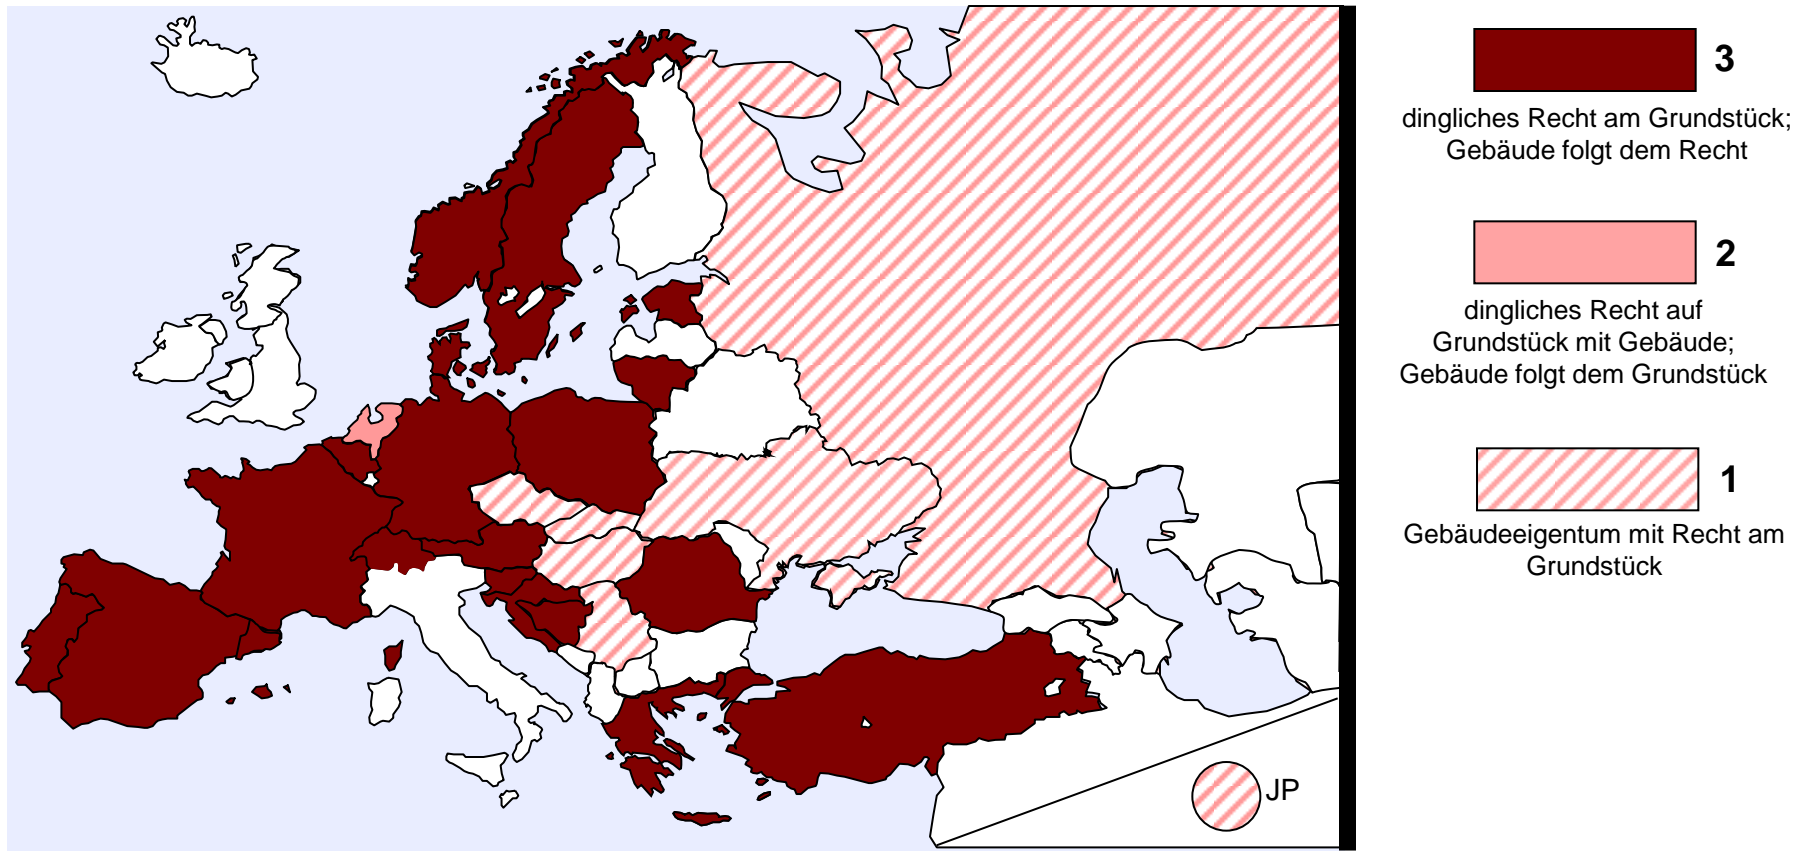 3
dingliches Recht am Grundstück;
Gebäude folgt dem Recht
2
dingliches Recht auf
Grundstück mit Gebäude;
Gebäude folgt dem Grundstück
1
Gebäudeeigentum mit Recht am
Grundstück
JP